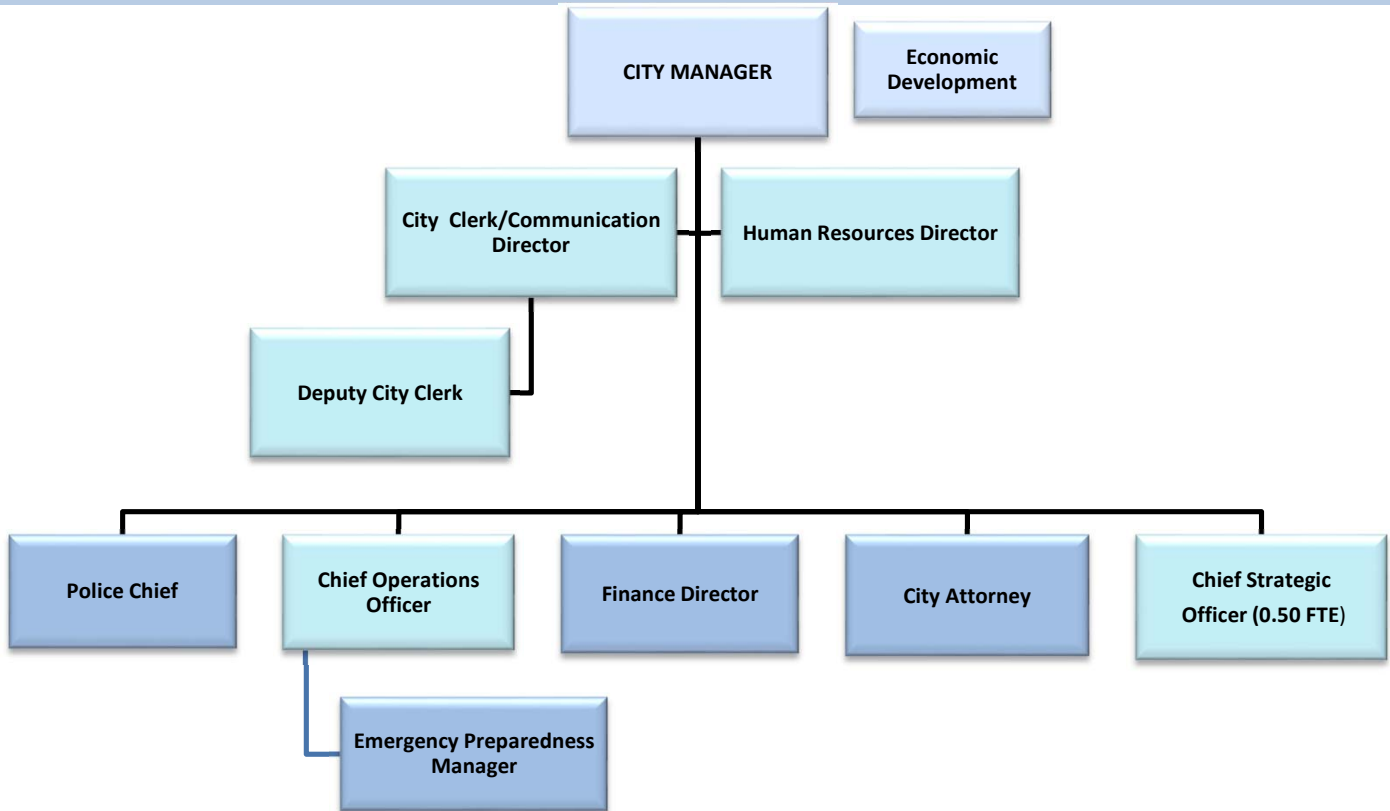 CITY MANAGER
Economic
Development
City  Clerk/Communication
Director
Human Resources Director
Deputy City Clerk
Police Chief
Chief Operations
Officer
Finance Director
City Attorney
Chief Strategic
Officer (0.50 FTE)
Emergency Preparedness
Manager